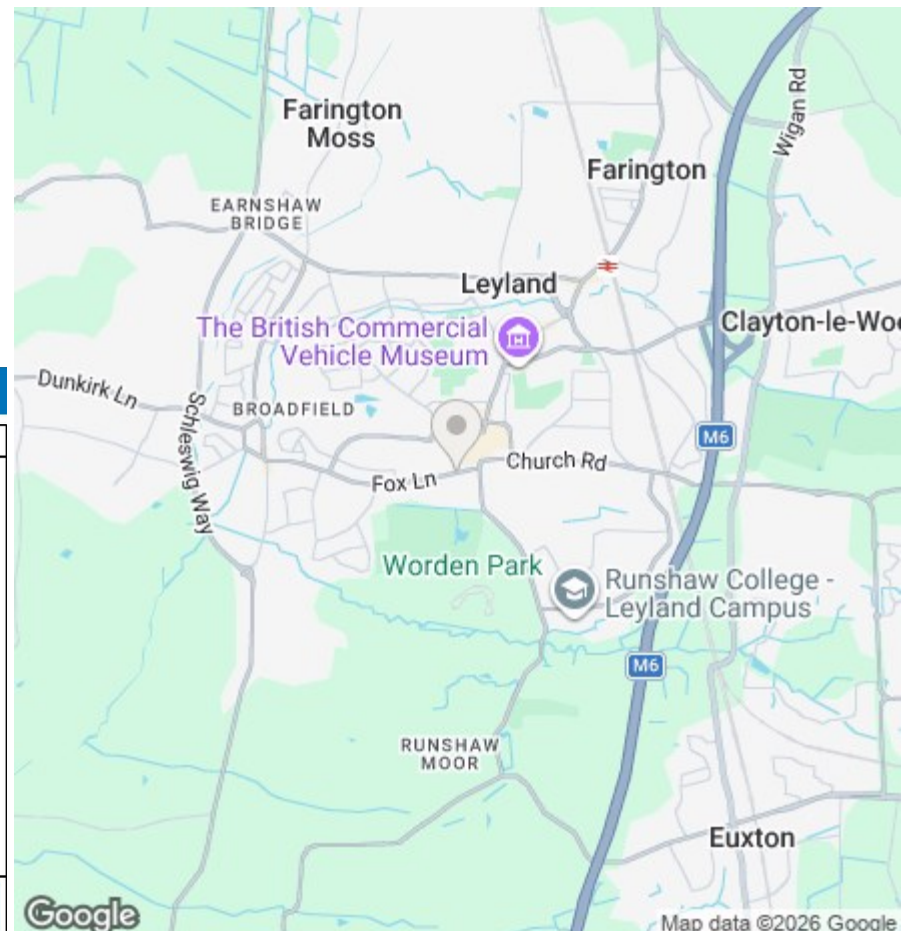 Farington
Moss
Wigan Rd
Farington
EARNSHAW
BRIDGE
Leyland
The British Commercial
Vehicle Museum
Clayton-le-Woo
Dunkirk Ln
BROADFIELD
Schleswig Way
M6
Church Rd
Fox Ln
Worden Park
Runshaw College -
Leyland Campus
M6
RUNSHAW
MOOR
Euxton
Google
Map data ©2026 Google